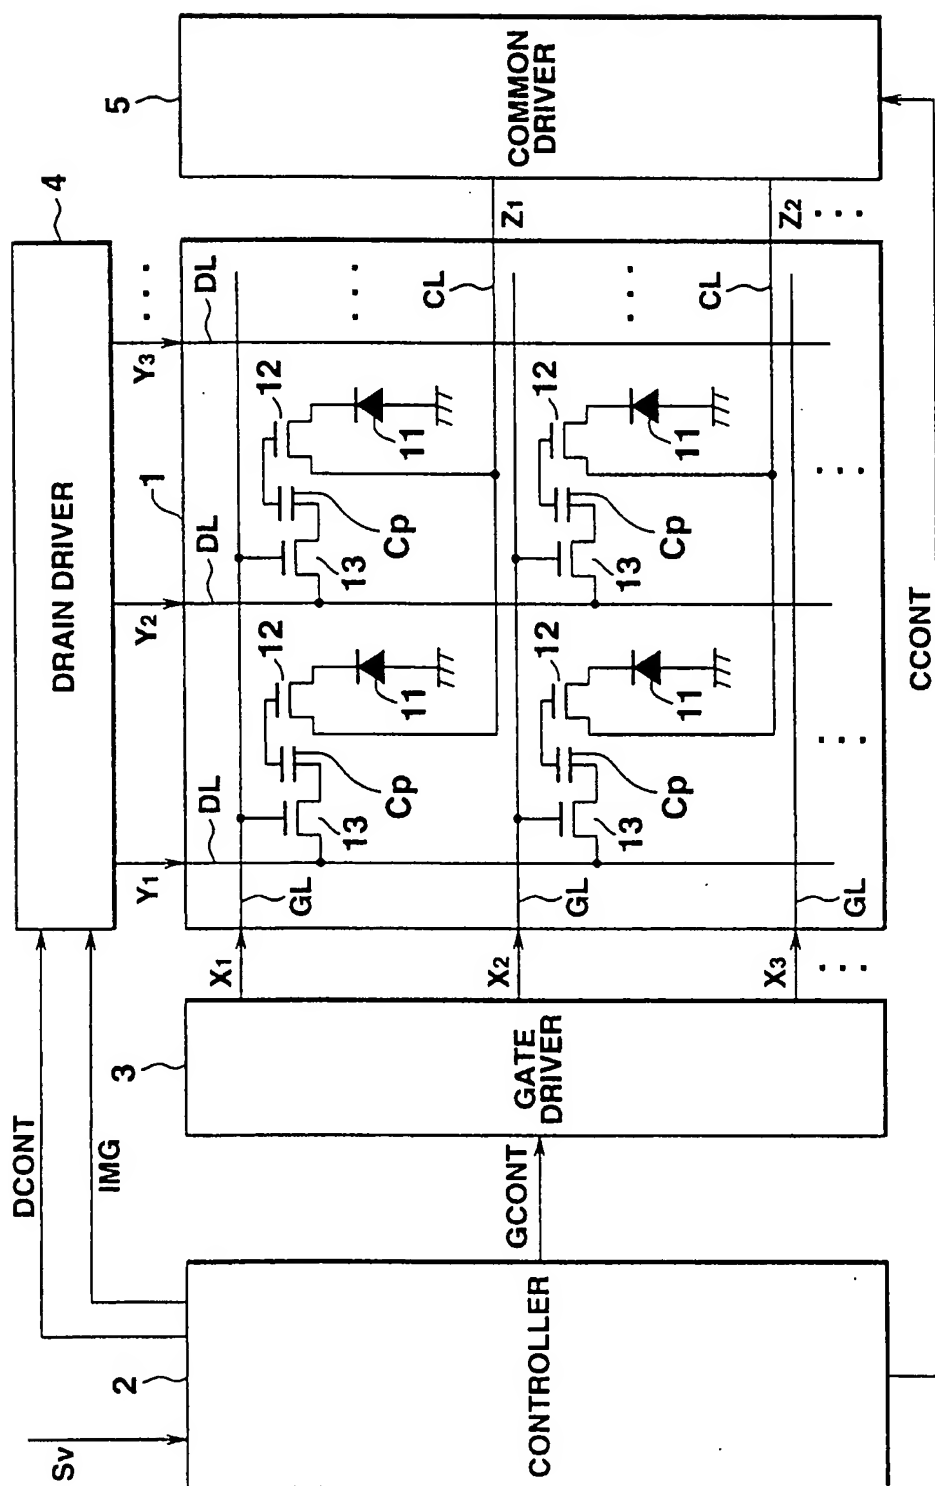 5
COMMON
DRIVER
4
Z1
Z2
DRAIN DRIVER
Y3
DL
CL
CL
12
11
12
11
1
Y2
DL
Cp
13
Cp
13
12
11
12
11
Y1
DL
Cp
13
Cp
13
GL
GL
GL
X1
X2
X3
CCONT
3
GATE
DRIVER
DCONT
IMG
GCONT
2
CONTROLLER
Sv